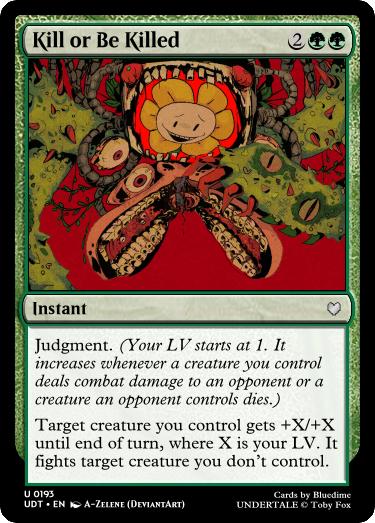 Kill or Be Killed 2
Instant
Judgment. (Your LV starts at 1. It
increases whenever a creature you control
deals combat damage to an opponent or a
creature an opponent controls dies.)
Target creature you control gets +X/+X
until end of turn, where X is your LV. It
fights target creature you don't control.
U 0193
UDT • EN A-Zelene (DeviantArt)
Cards by Bluedime
UNDERTALE © Toby Fox